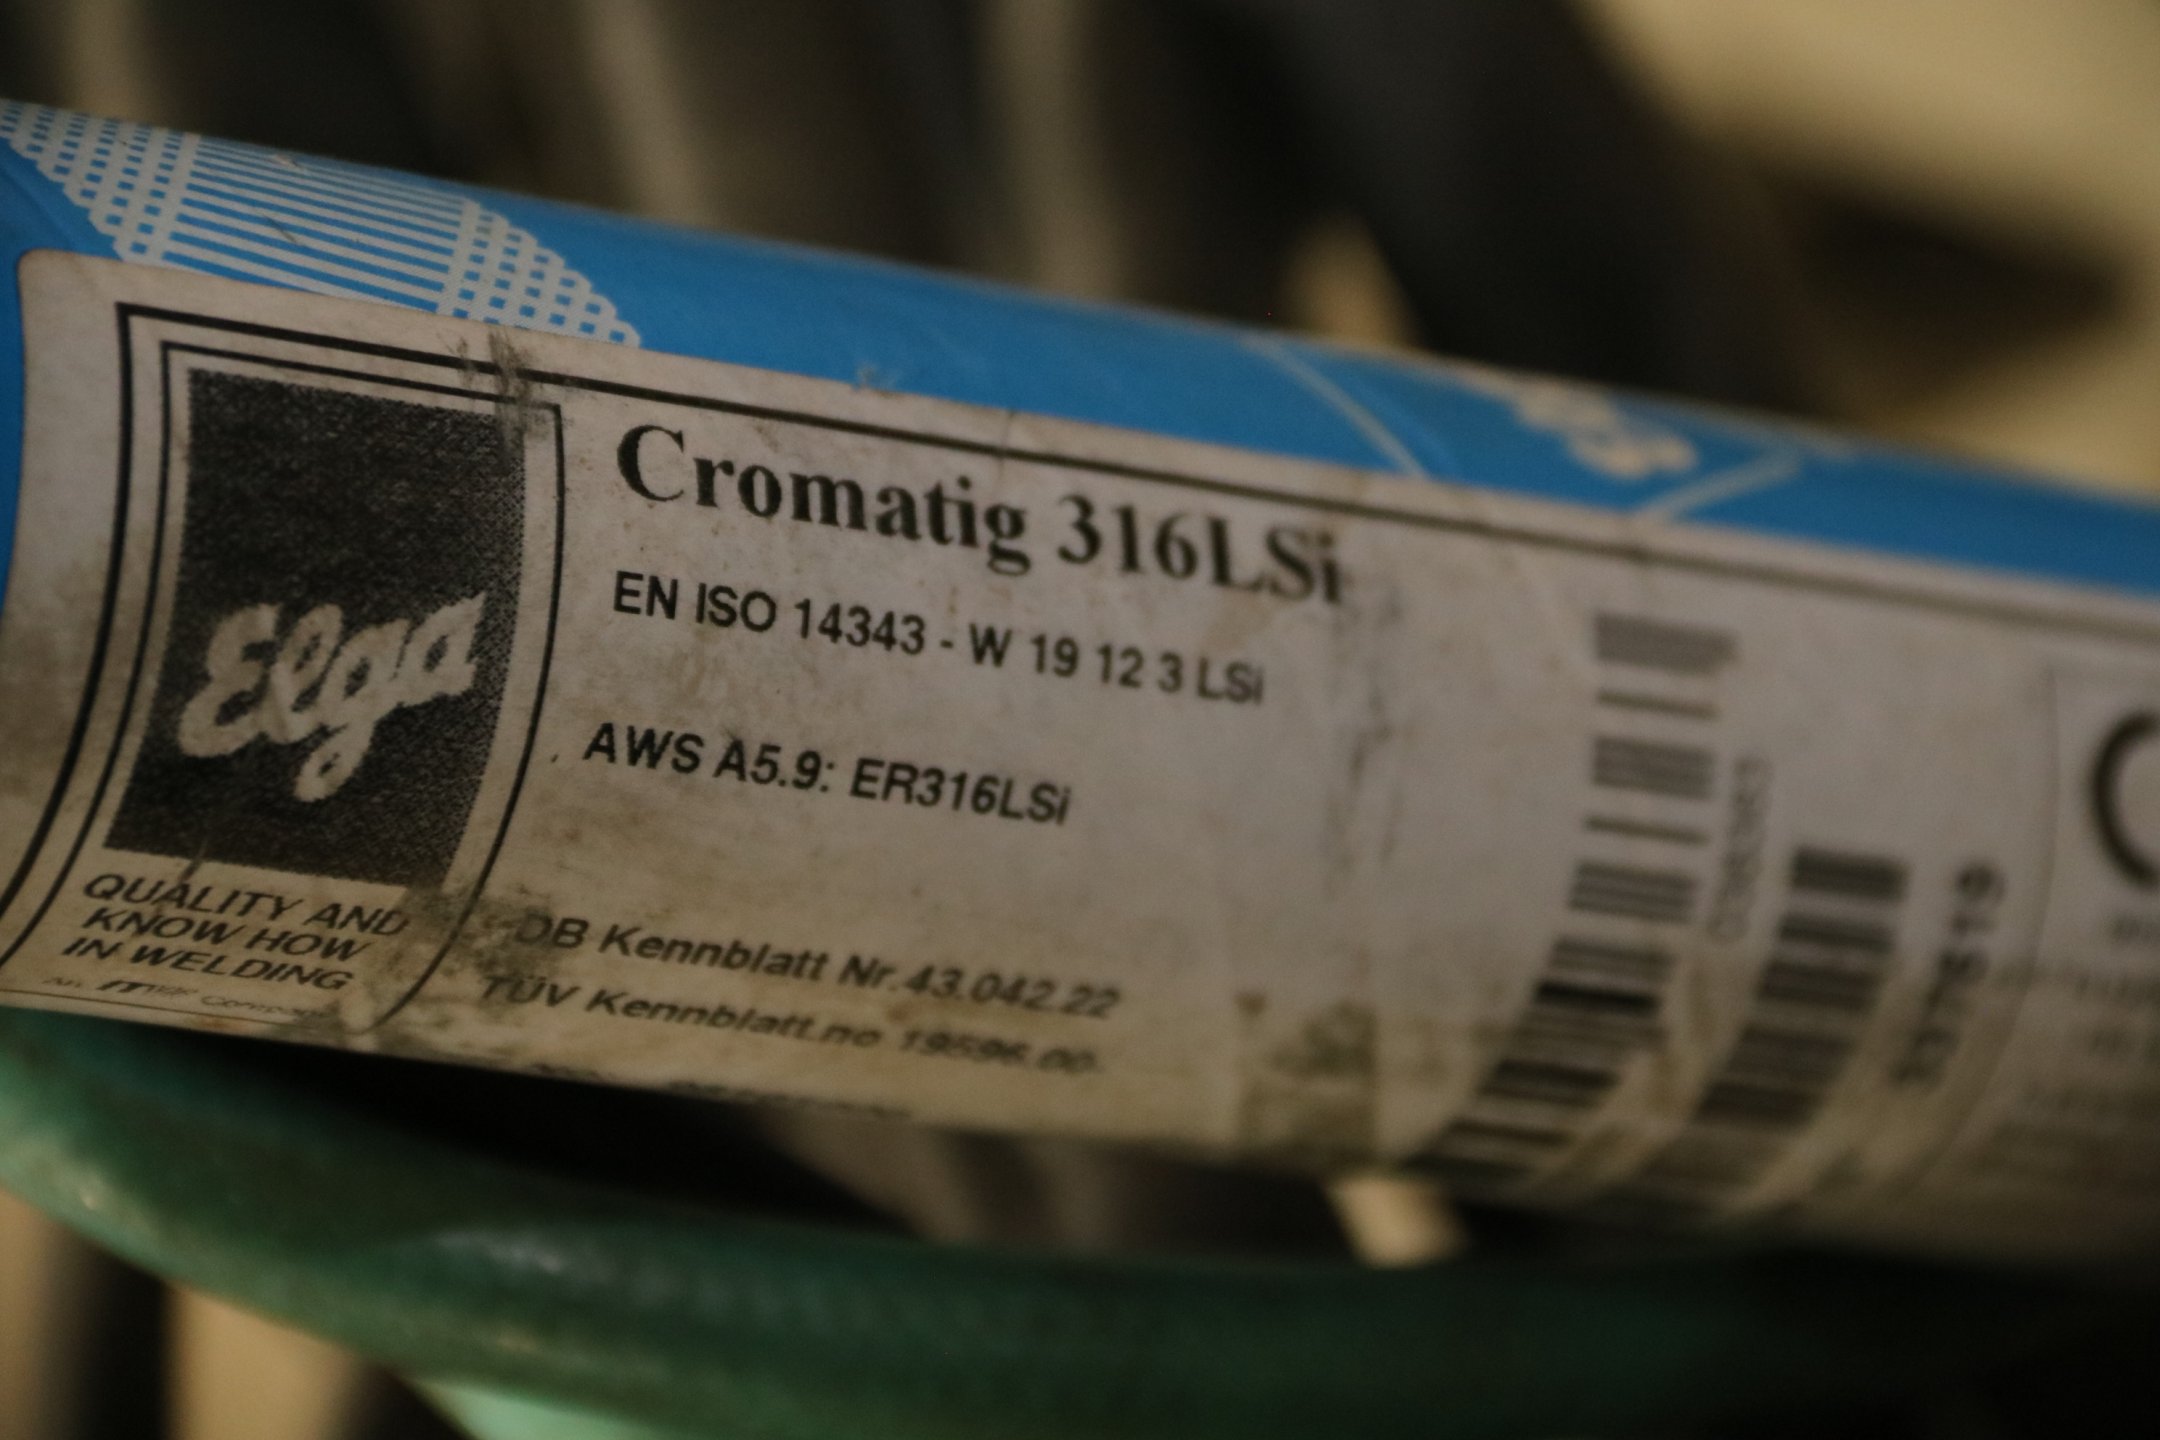 Elga
QUALITY AND
KNOW HOW
IN WELDING
Cromatig 316LSi
EN ISO 14343 - W 19 12 3 LSi
AWS A5.9: ER316LSi
DB Kennblatt Nr.43.042.22
TÜV Kennblatt.no 19596.00